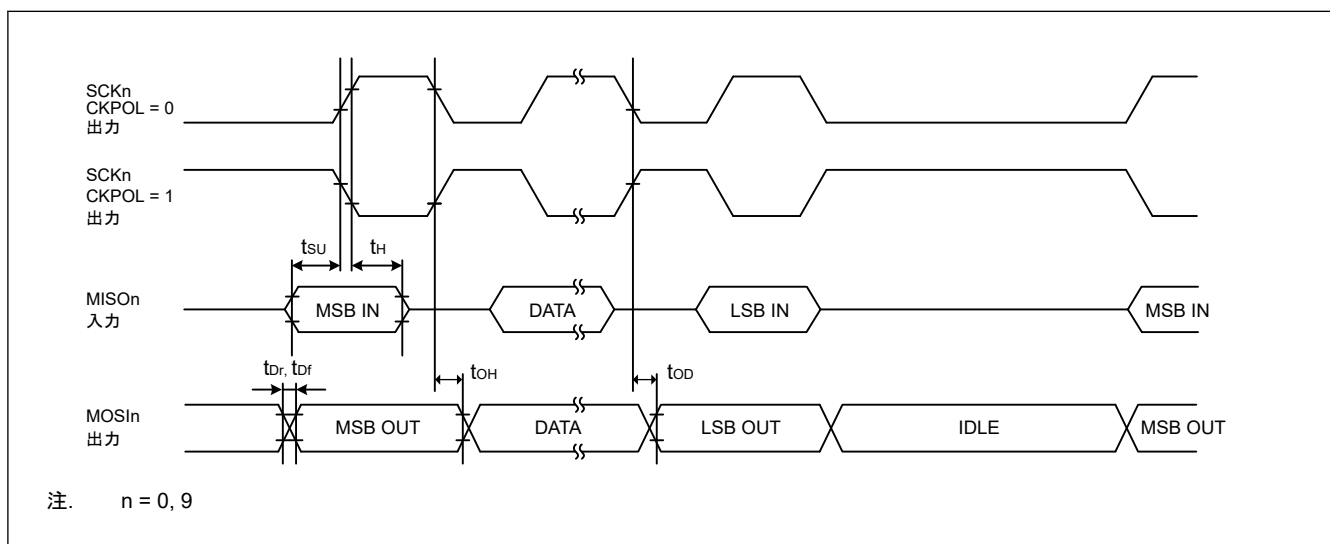 SCKn
CKPOL = 0
出力
SCKn
CKPOL = 1
出力
tSU
tH
MISOn
入力
MSB IN
DATA
LSB IN
MSB IN
tDr, tDf
tOH
tOD
MOSIn
出力
MSB OUT
DATA
LSB OUT
IDLE
MSB OUT
注. n = 0, 9